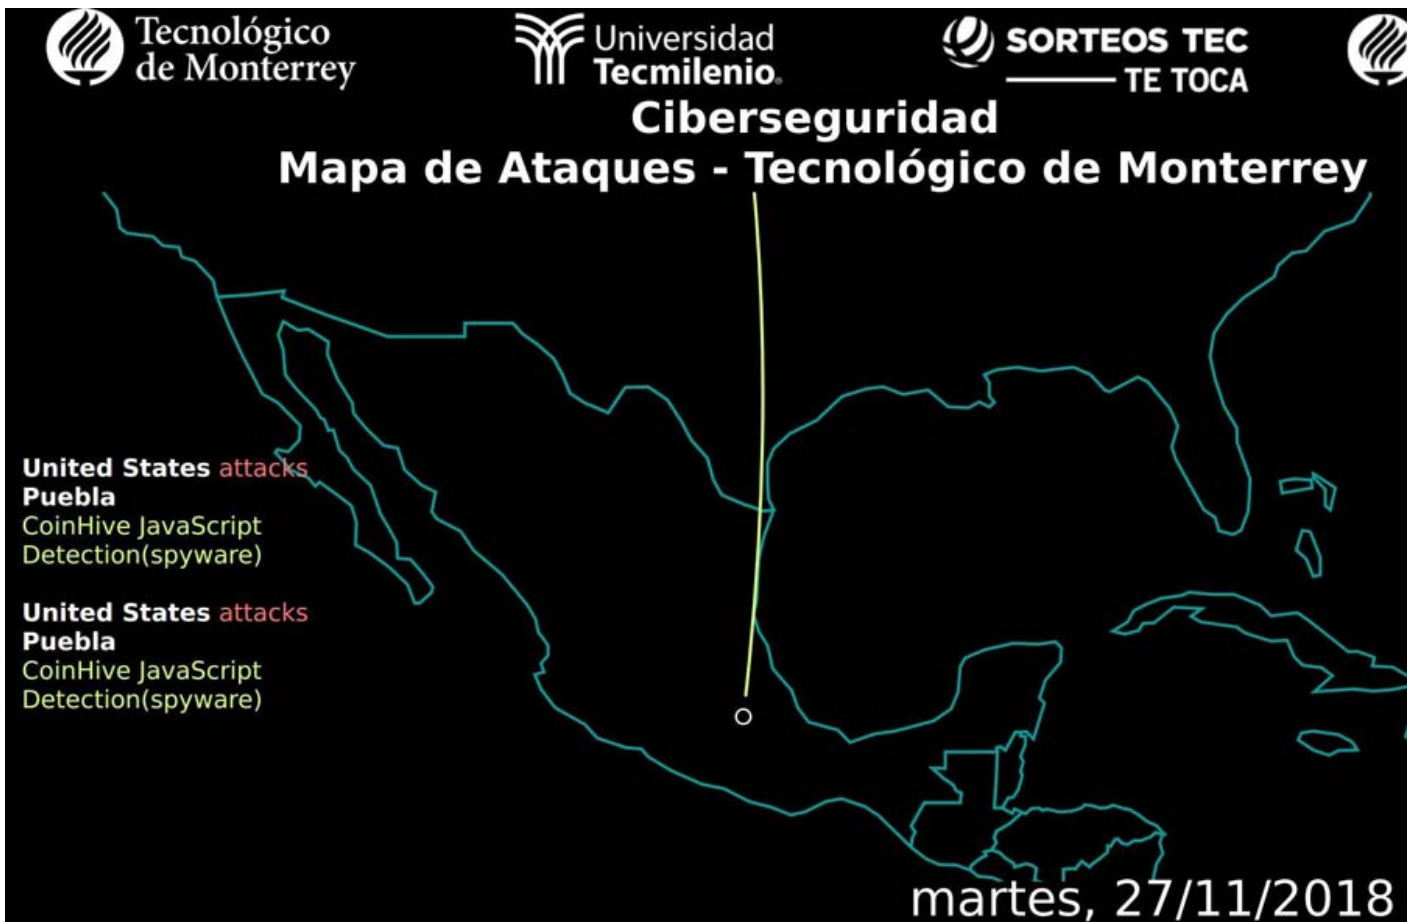 Tecnológico
de Monterrey
Universidad
Tecmilenio®
SORTEOS TEC
TE TOCA
Ciberseguridad
Mapa de Ataques - Tecnológico de Monterrey
United States attacks
Puebla
CoinHive JavaScript
Detection(spyware)
United States attacks
Puebla
CoinHive JavaScript
Detection(spyware)
martes, 27/11/2018